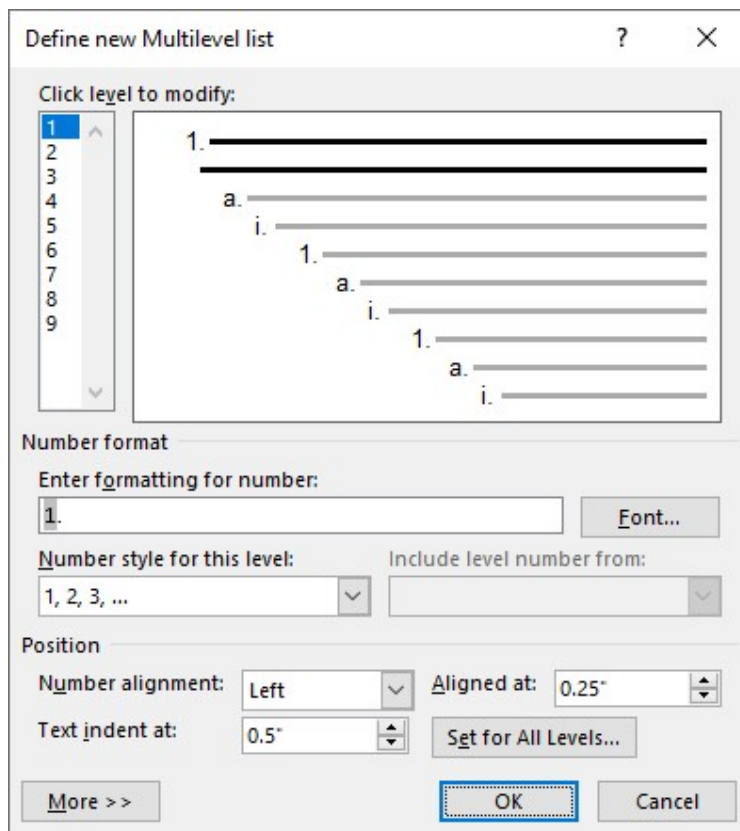 Define new Multilevel list ? ×
Click level to modify:
1
2
3
4
5
6
7
8
9
1.
a.
i.
1.
a.
i.
1.
a.
i.
Number format
Enter formatting for number:
1. Font...
Number style for this level: Include level number from:
1, 2, 3, ...
Position
Number alignment: Left Aligned at: 0.25"
Text indent at: 0.5" Set for All Levels...
More >> OK Cancel